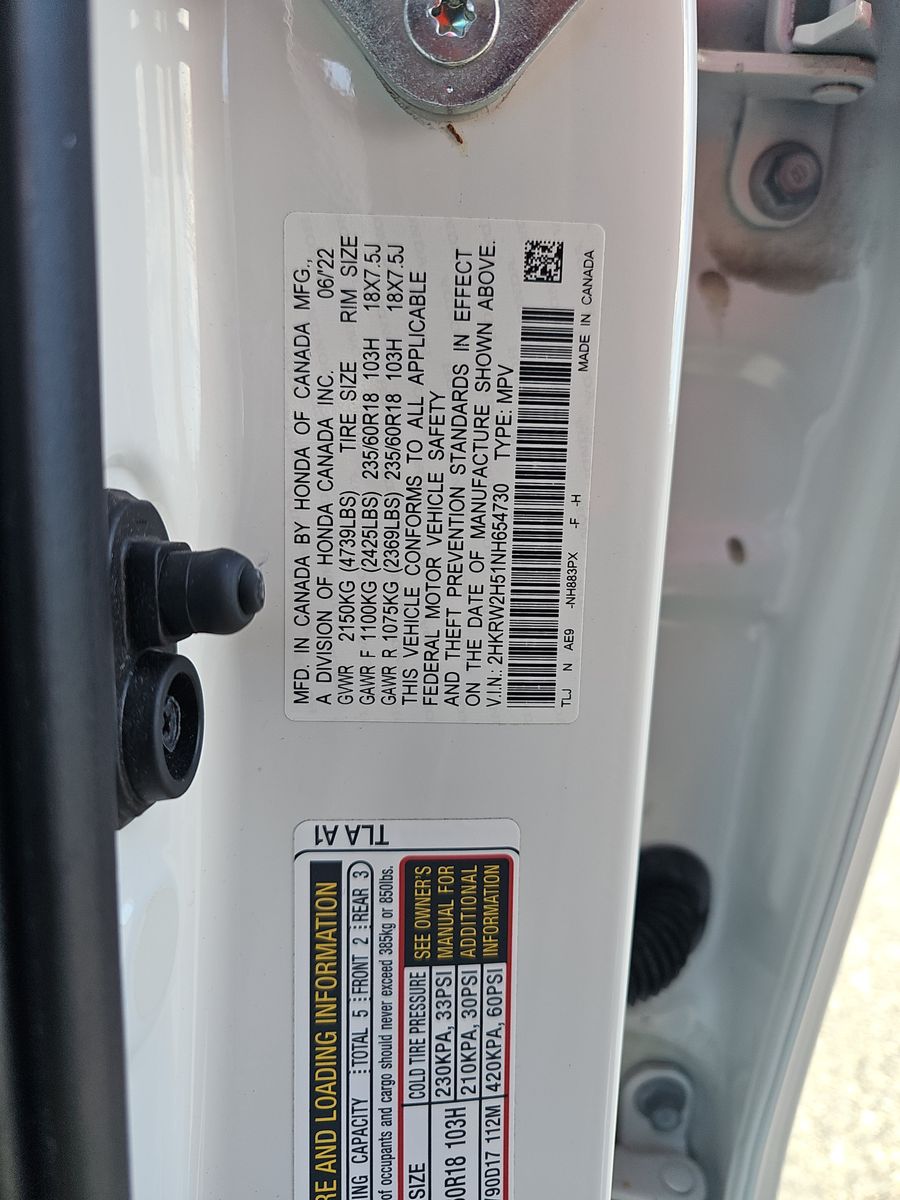 MFD. IN CANADA BY HONDA OF CANADA MFG.,
A DIVISION OF HONDA CANADA INC. 06/'22
GVWR 2150KG (4739LBS) TIRE SIZE RIM SIZE
GAWR F 1100KG (2425LBS) 235/60R18 103H 18X7.5J
GAWR R 1075KG (2369LBS) 235/60R18 103H 18X7.5J
THIS VEHICLE CONFORMS TO ALL APPLICABLE
FEDERAL MOTOR VEHICLE SAFETY
AND THEFT PREVENTION STANDARDS IN EFFECT
ON THE DATE OF MANUFACTURE SHOWN ABOVE.
V.I.N.: 2HKRW2H51NH654730 TYPE: MPV
TLJ N AE9 -NH883PX -F -H
MADE IN CANADA
TLA A1
RE AND LOADING INFORMATION
ING CAPACITY TOTAL 5 FRONT 2 REAR 3
of occupants and cargo should never exceed 385kg or 850lbs.
SIZE COLD TIRE PRESSURE
0R18 103H 230KPA, 33PSI
210KPA, 30PSI
790D17 112M 420KPA, 60PSI
SEE OWNER'S
MANUAL FOR
ADDITIONAL
INFORMATION